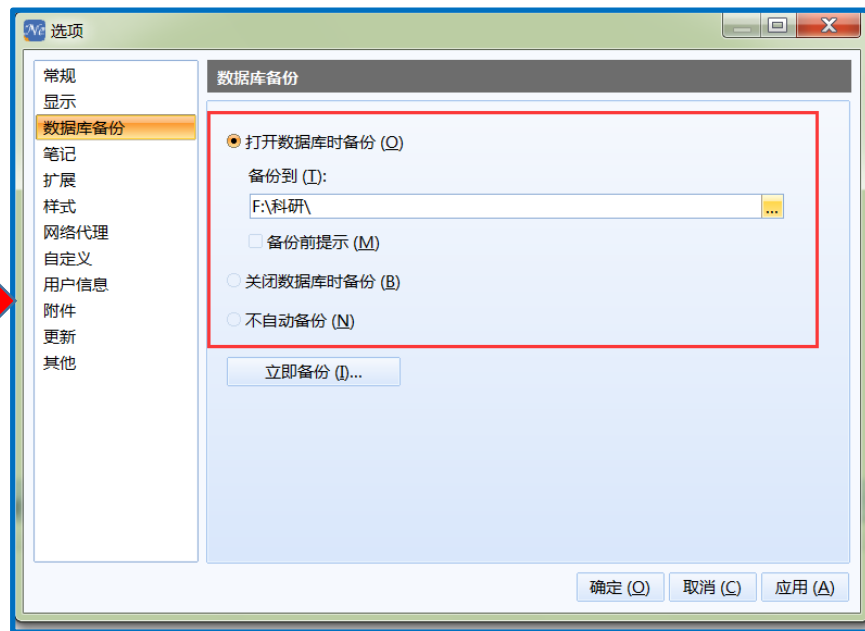 Ne 选项
常规
显示
数据库备份
笔记
扩展
样式
网络代理
自定义
用户信息
附件
更新
其他
数据库备份
打开数据库时备份 (O)
备份到 (T):
F:\科研\
...
备份前提示 (M)
关闭数据库时备份 (B)
不自动备份 (N)
立即备份 (I)...
确定 (O) 取消 (C) 应用 (A)